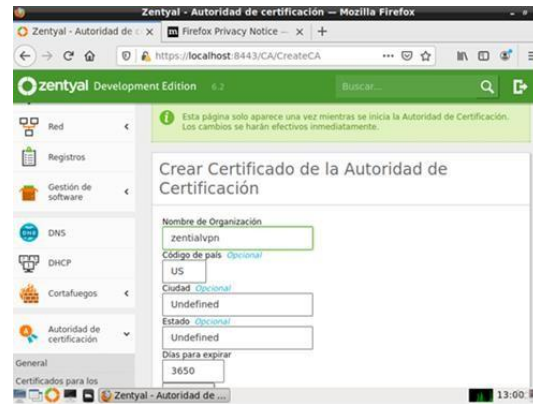 Zentyal - Autoridad de certificación — Mozilla Firefox
Zentyal - Autoridad de c
Firefox Privacy Notice —
https://localhost:8443/CA/CreateCA
zentyal Development Edition 6.2
Buscar...
Esta página solo aparece una vez mientras se inicia la Autoridad de Certificación.
Los cambios se harán efectivos inmediatamente.
Red
Registros
Gestión de
software
DNS
DHCP
Cortafuegos
Autoridad de
certificación
General
Certificados para los
Crear Certificado de la Autoridad de
Certificación
Nombre de Organización
zentialvpn
Código de país Opcional
US
Ciudad Opcional
Undefined
Estado Opcional
Undefined
Días para expirar
3650
Zentyal - Autoridad de ...
13:00